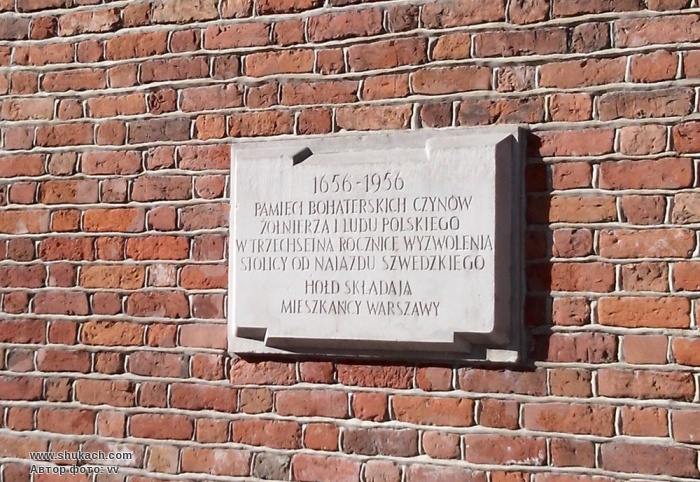 1656-1956
PAMIĘCI BOHATERSKICH CZYNÓW
ŻOŁNIERZA I LUDU POLSKIEGO
W TRZECHSETNĄ ROCZNICĘ WYZWOLENIA
STOLICY OD NAJAZDU SZWEDZKIEGO
HOŁD SKŁADAJĄ
MIESZKAŃCY WARSZAWY
www.shukach.com
Автор фото: vv